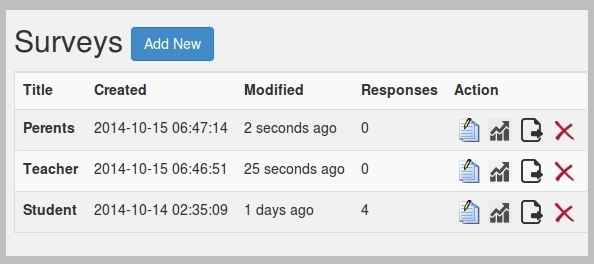 Surveys Add New
Title Created Modified Responses Action
Perents 2014-10-15 06:47:14 2 seconds ago 0
Teacher 2014-10-15 06:46:51 25 seconds ago 0
Student 2014-10-14 02:35:09 1 days ago 4